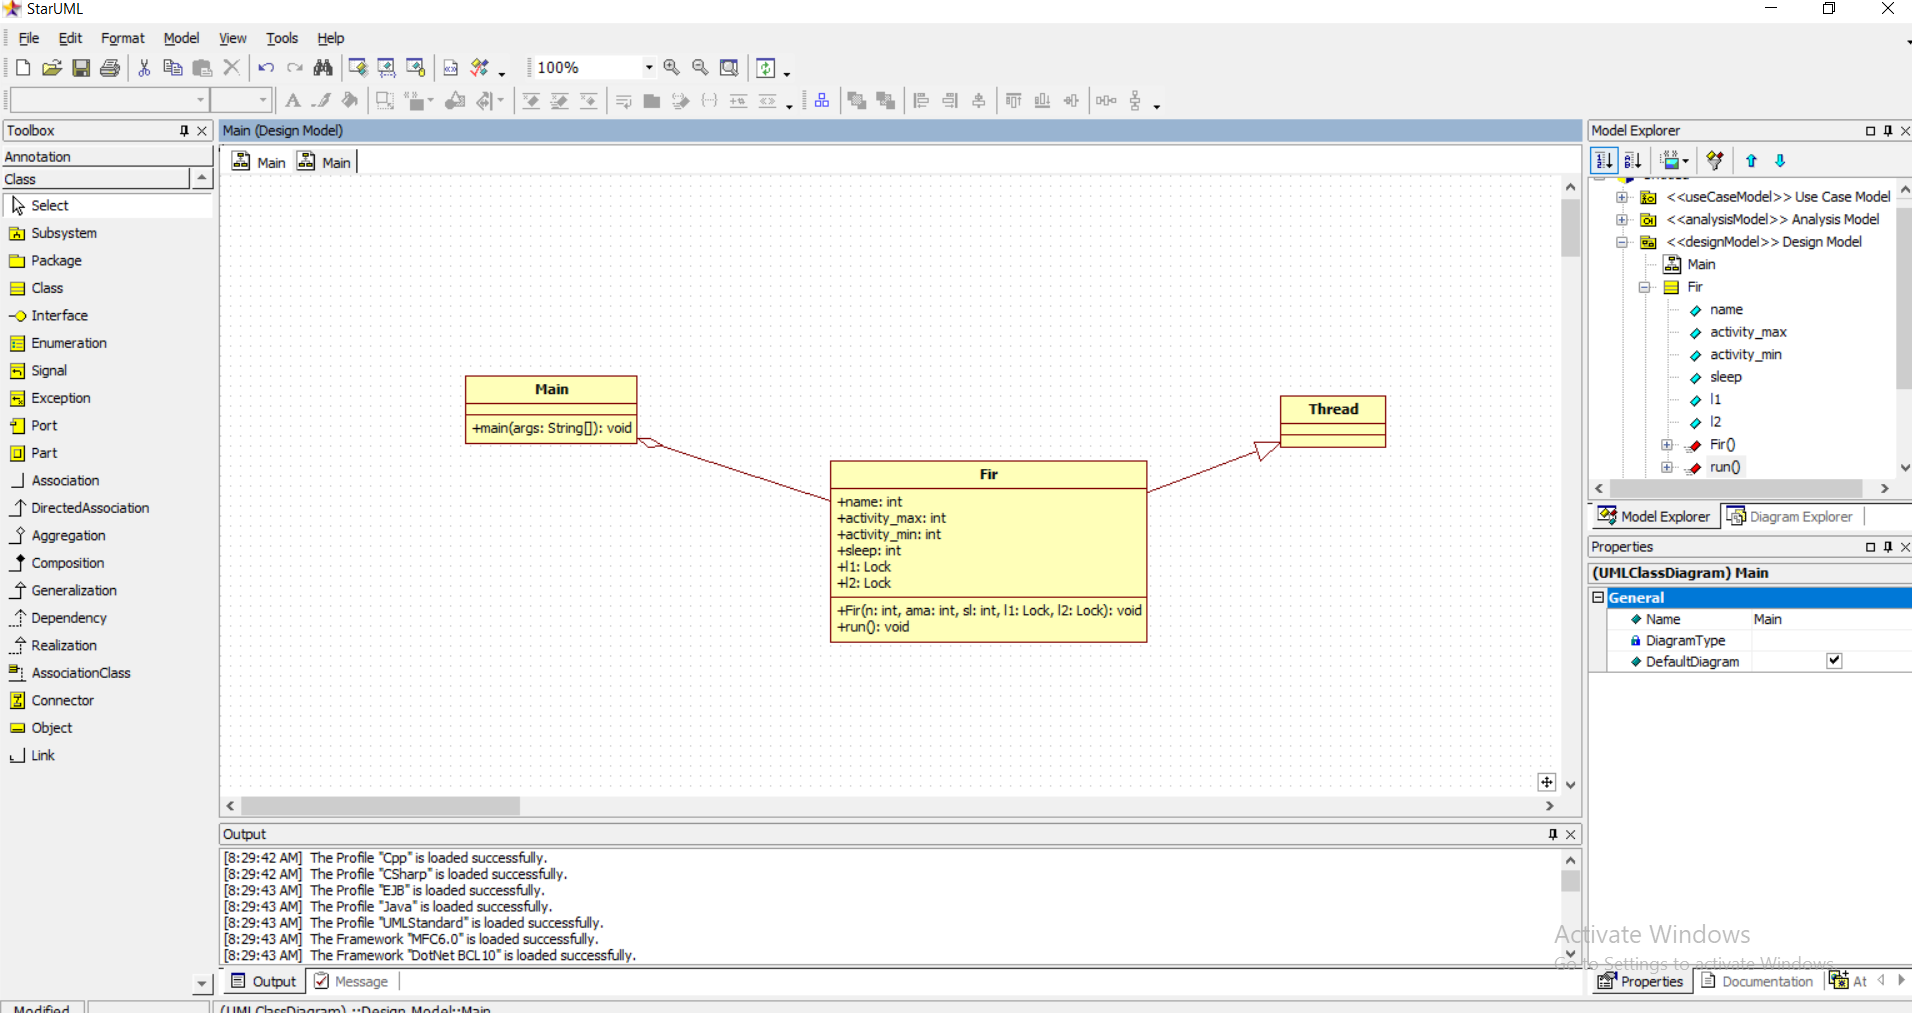 StarUML
File Edit Format Model View Tools Help
100%
Toolbox
Annotation
Class
Select
Subsystem
Package
Class
Interface
Enumeration
Signal
Exception
Port
Part
Association
DirectedAssociation
Aggregation
Composition
Generalization
Dependency
Realization
AssociationClass
Connector
Object
Link
Main (Design Model)
Main Main
Main
+main(args: String[]): void
Thread
Fir
+name: int
+activity_max: int
+activity_min: int
+sleep: int
+l1: Lock
+l2: Lock
+Fir(n: int, ama: int, sl: int, l1: Lock, l2: Lock): void
+run(): void
Output
[8:29:42 AM] The Profile "Cpp" is loaded successfully.
[8:29:42 AM] The Profile "CSharp" is loaded successfully.
[8:29:43 AM] The Profile "EJB" is loaded successfully.
[8:29:43 AM] The Profile "Java" is loaded successfully.
[8:29:43 AM] The Profile "UMLStandard" is loaded successfully.
[8:29:43 AM] The Framework "MFC6.0" is loaded successfully.
[8:29:43 AM] The Framework "DotNet BCL 10" is loaded successfully.
Output Message
Model Explorer
<<useCaseModel>> Use Case Model
<<analysisModel>> Analysis Model
<<designModel>> Design Model
Main
Fir
name
activity_max
activity_min
sleep
l1
l2
Fir()
run()
Model Explorer Diagram Explorer
Properties
(UMLClassDiagram) Main
General
Name Main
DiagramType
DefaultDiagram
Activate Windows
Go to Settings to activate Windows.
Properties Documentation At
Modified (UMLClassDiagram) ::Design Model::Main